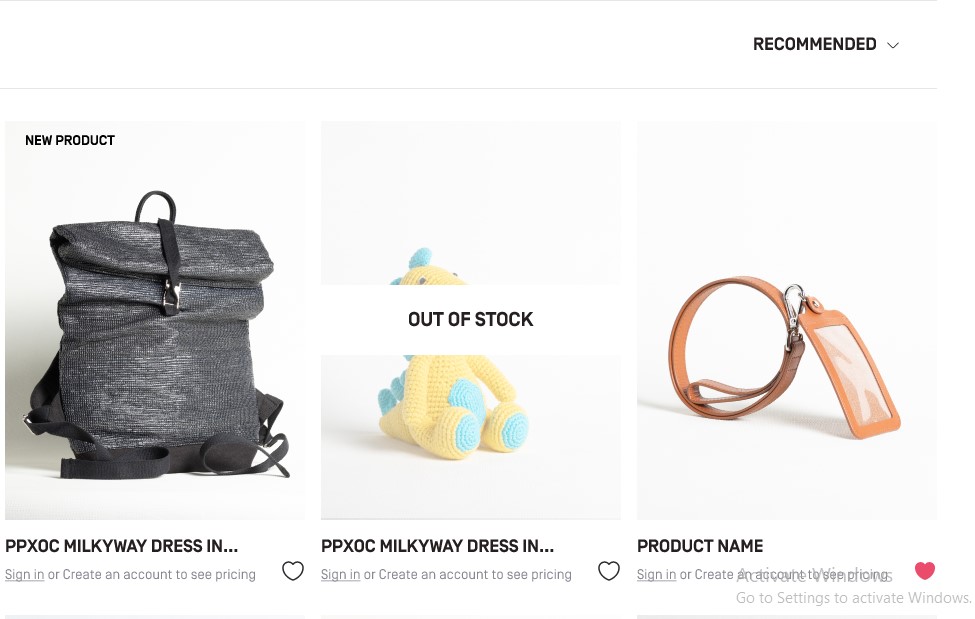 RECOMMENDED
NEW PRODUCT
OUT OF STOCK
PPXOC MILKYWAY DRESS IN...
Sign in or Create an account to see pricing
PPXOC MILKYWAY DRESS IN...
Sign in or Create an account to see pricing
PRODUCT NAME
Sign in or Create an account to see pricing
Activate Windows
Go to Settings to activate Windows.